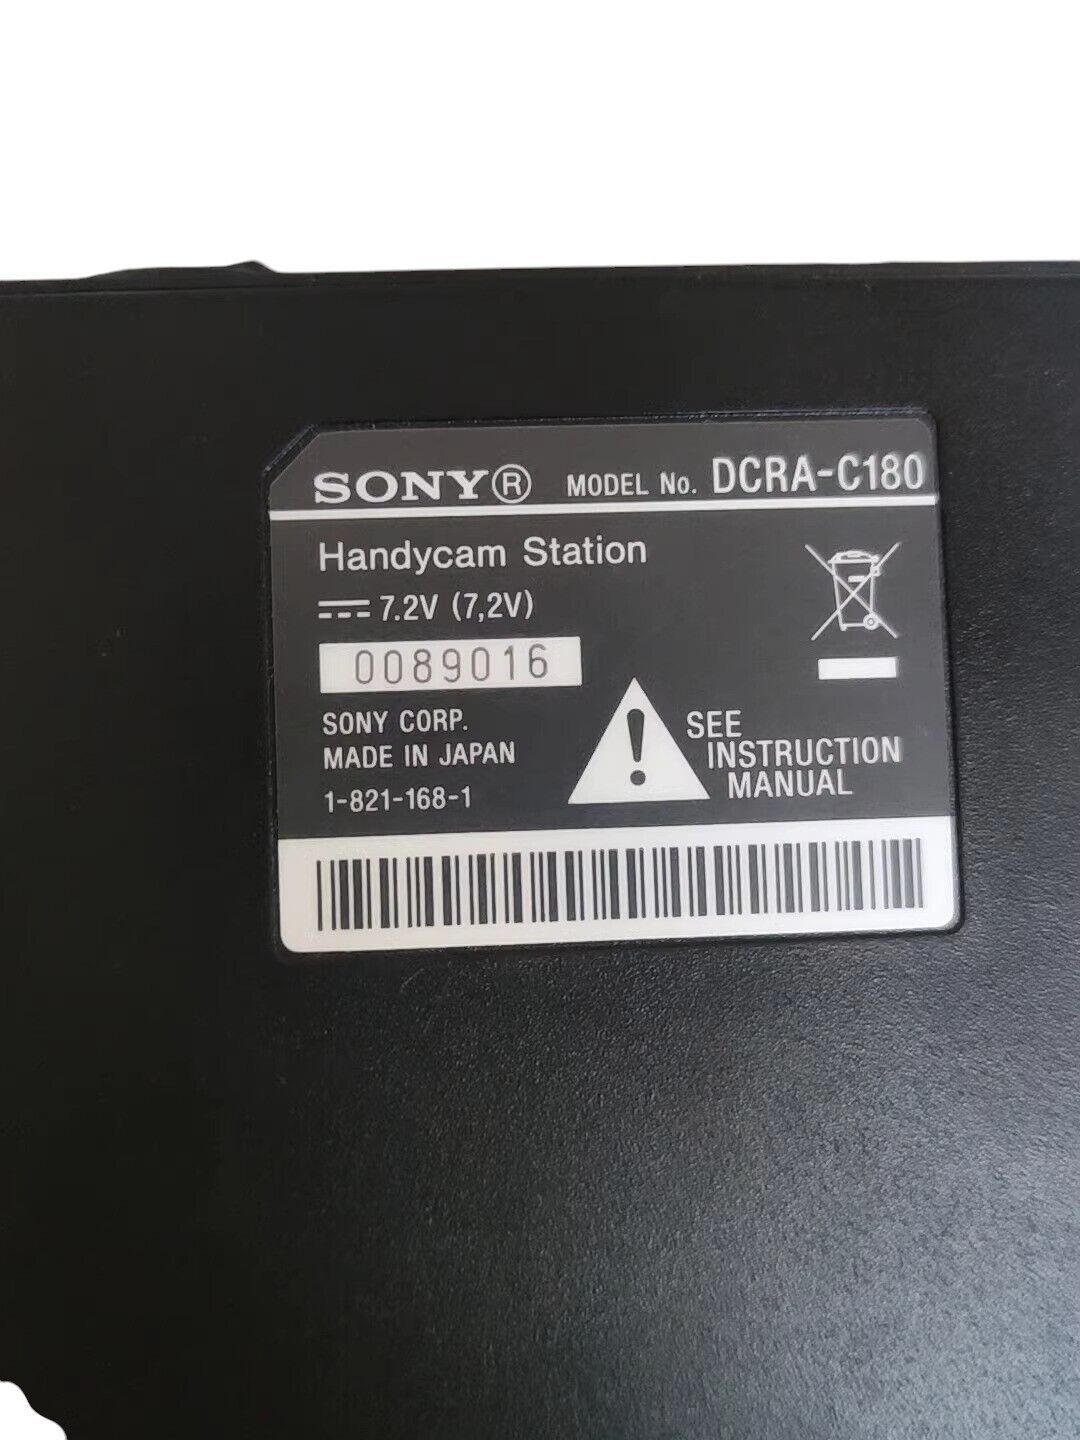 SONY® MODEL No. DCRA-C180
Handycam Station
⎓ 7.2V (7,2V)
0089016
SONY CORP.
MADE IN JAPAN
1-821-168-1
! SEE
INSTRUCTION
MANUAL